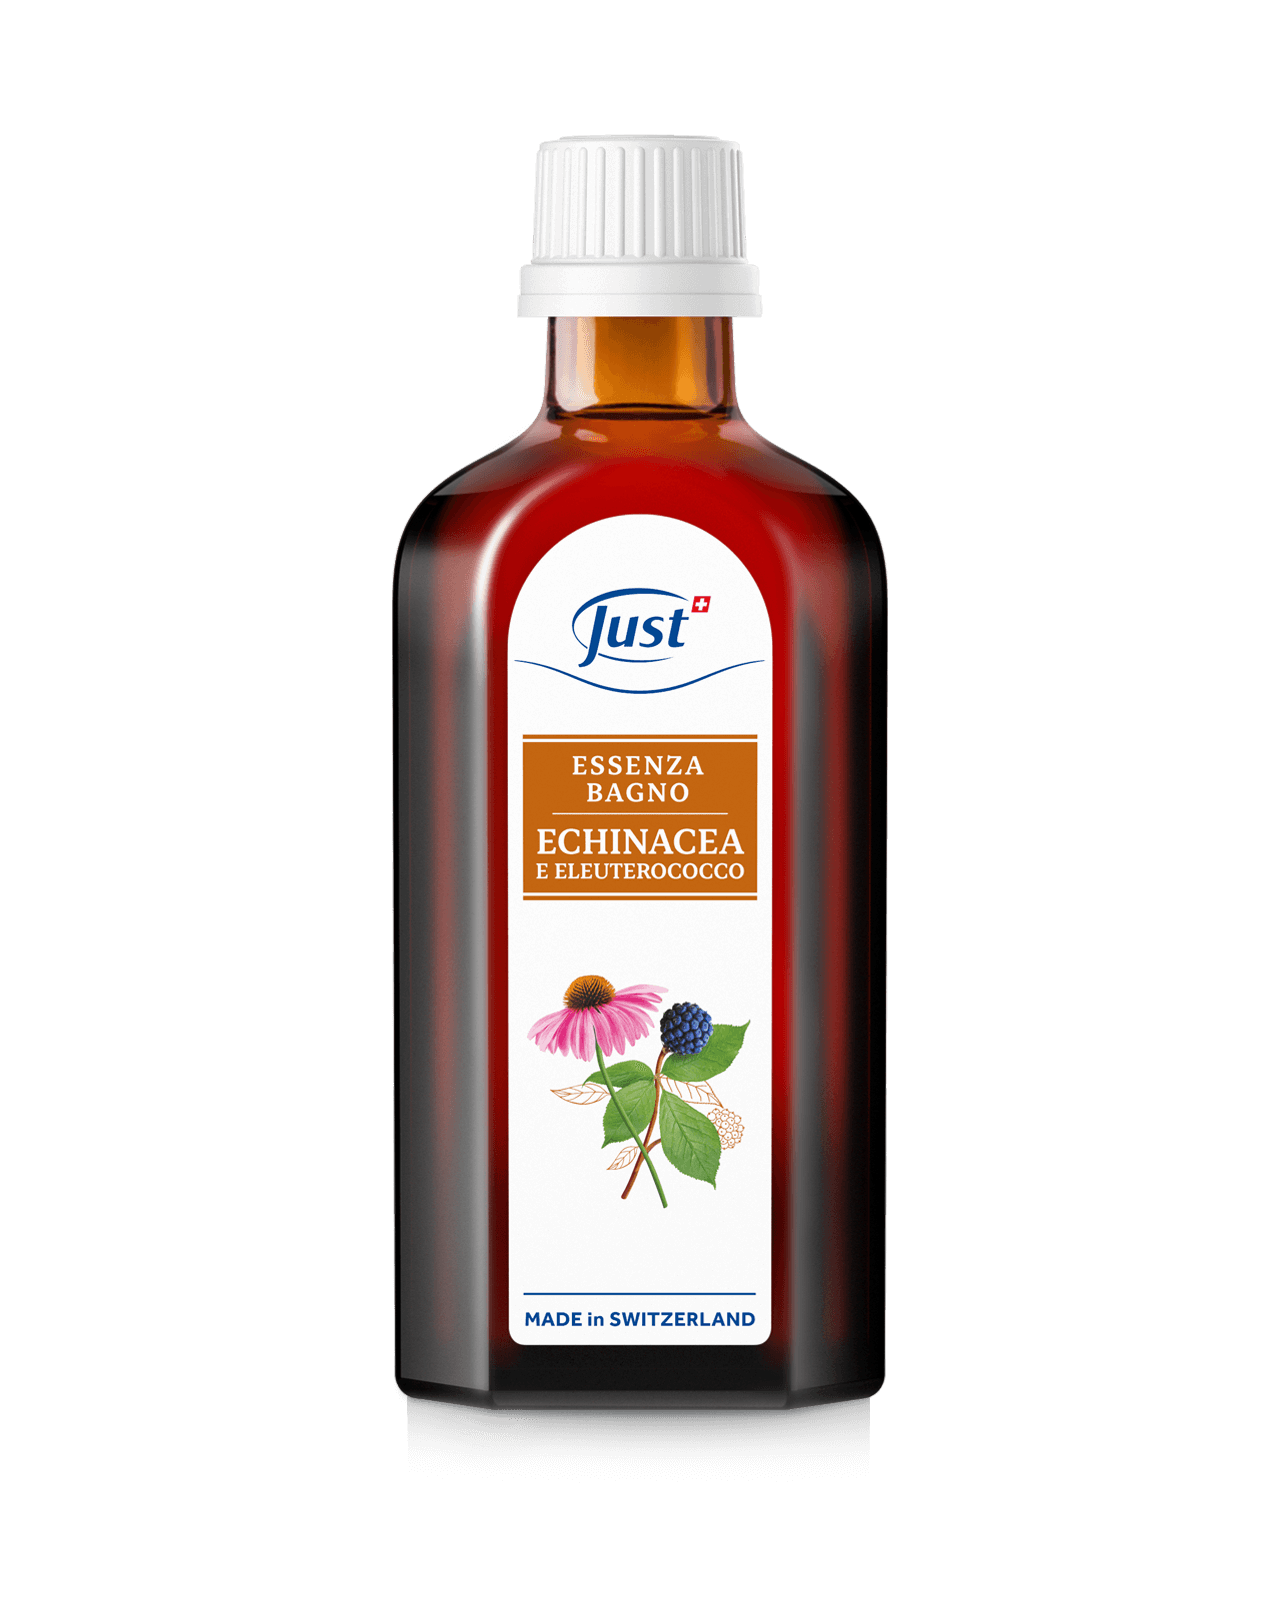 Just
ESSENZA
BAGNO
ECHINACEA
E ELEUTEROCOCCO
MADE in SWITZERLAND